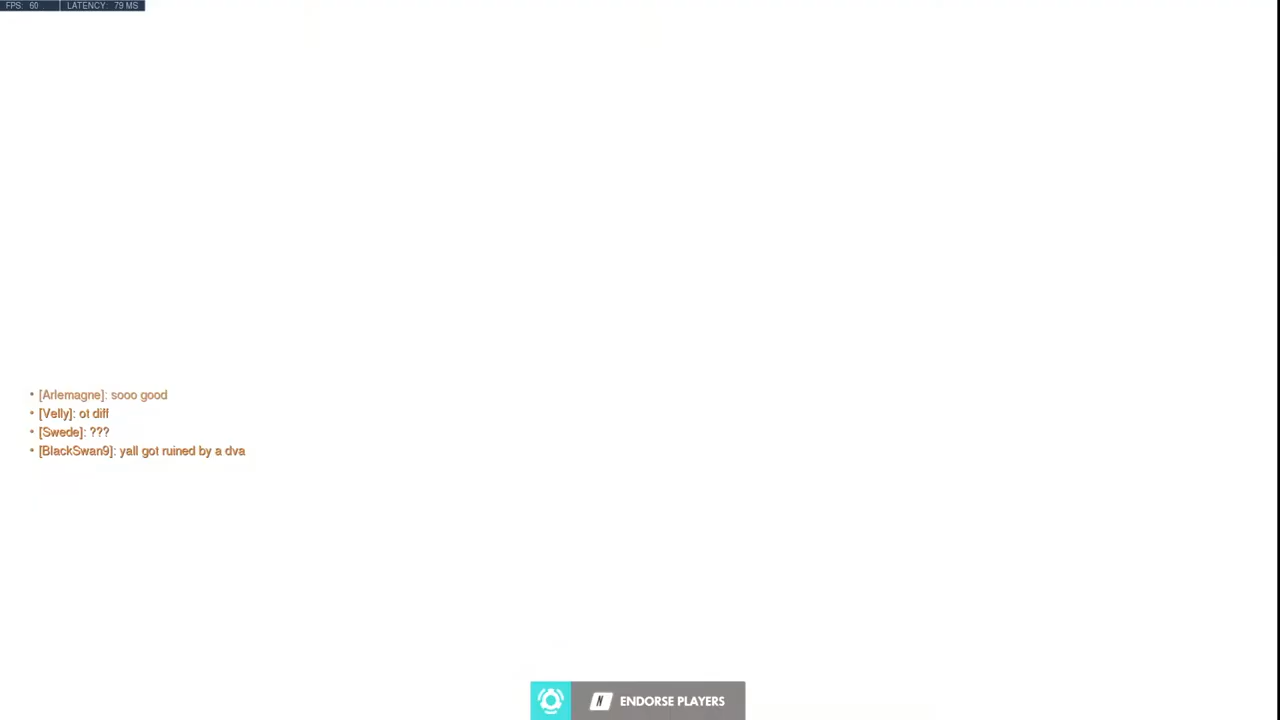 FPS: 60 LATENCY: 79 MS
• [Arlemagne]: sooo good
• [Velly]: ot diff
• [Swede]: ???
• [BlackSwan9]: yall got ruined by a dva
N ENDORSE PLAYERS